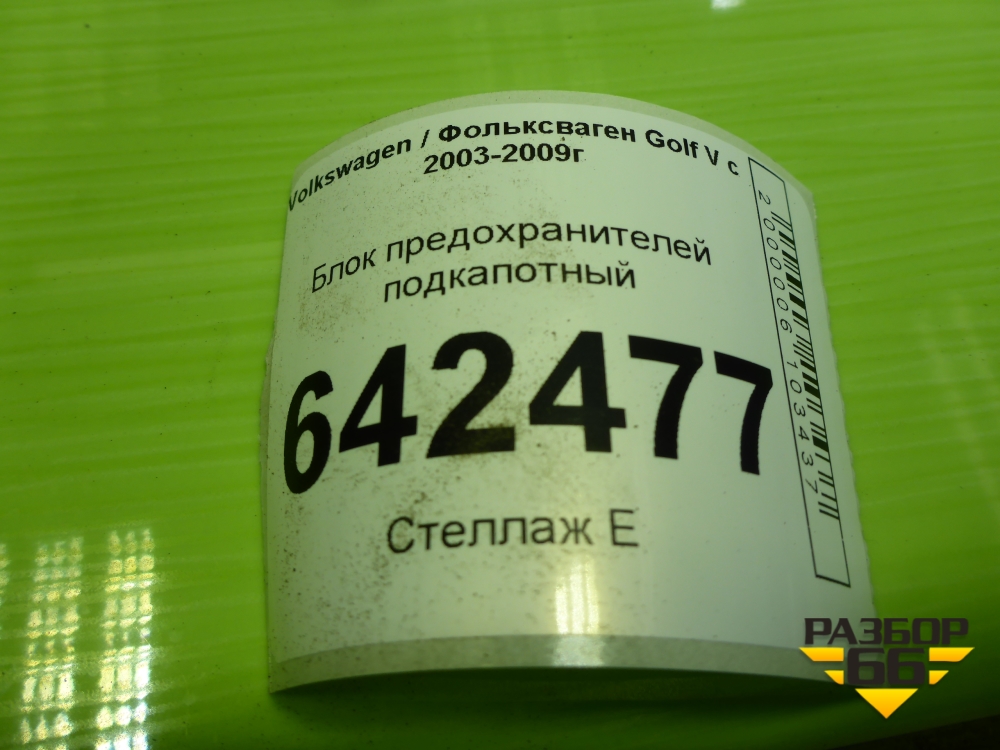 Volkswagen / Фольксваген Golf V с
2003-2009г
Блок предохранителей
подкапотный
642477
Стеллаж Е
2000006103437
РАЗБОР
66